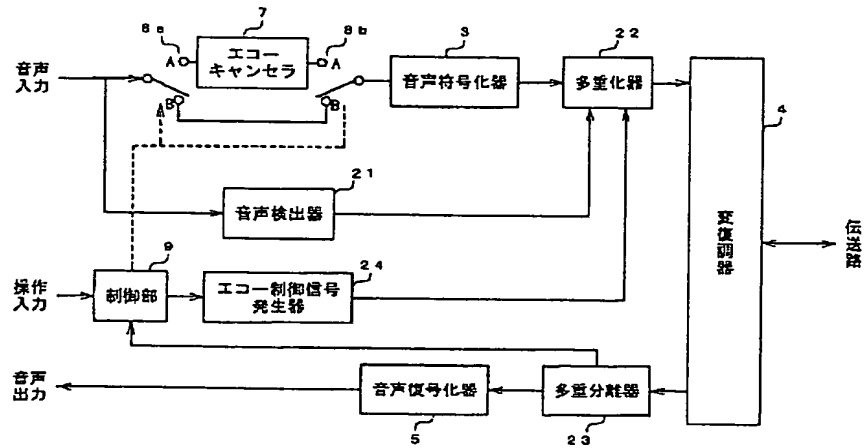 6a
7
8b
エコー
キャンセラ
A
A
3
22
音声
入力
音声符号化器
多重化器
B
B
4
21
音声検出器
変復調器
伝送路
9
24
操作
入力
制御部
エコー制御信号
発生器
音声
出力
音声復号化器
多重分離器
5
23